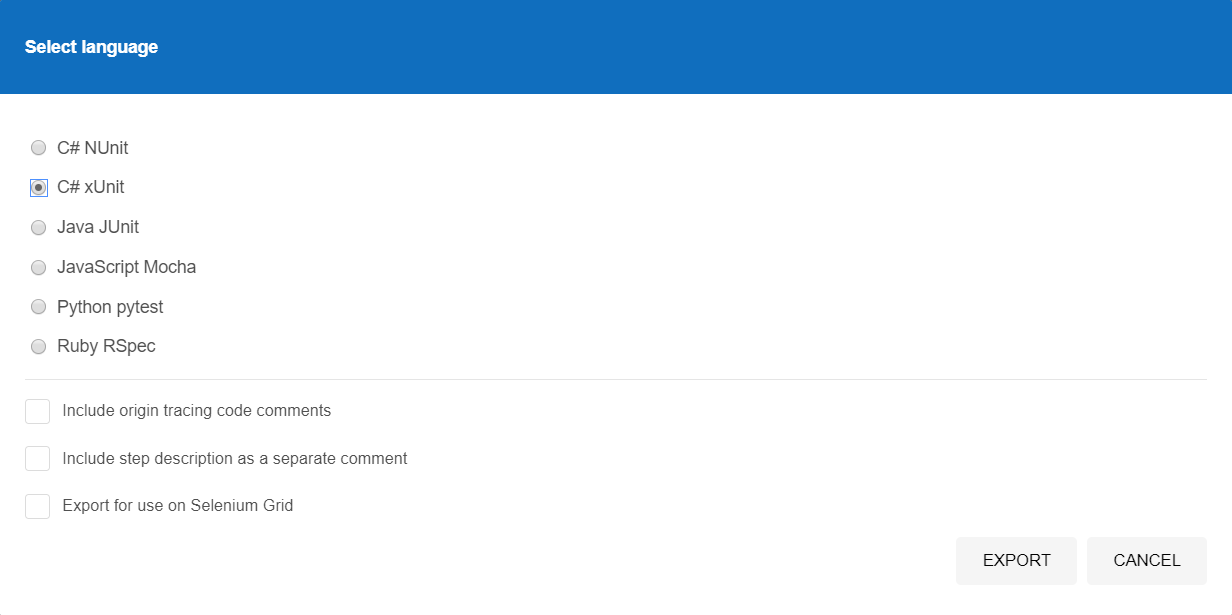 Select language
C# NUnit
C# xUnit
Java JUnit
JavaScript Mocha
Python pytest
Ruby RSpec
Include origin tracing code comments
Include step description as a separate comment
Export for use on Selenium Grid
EXPORT CANCEL